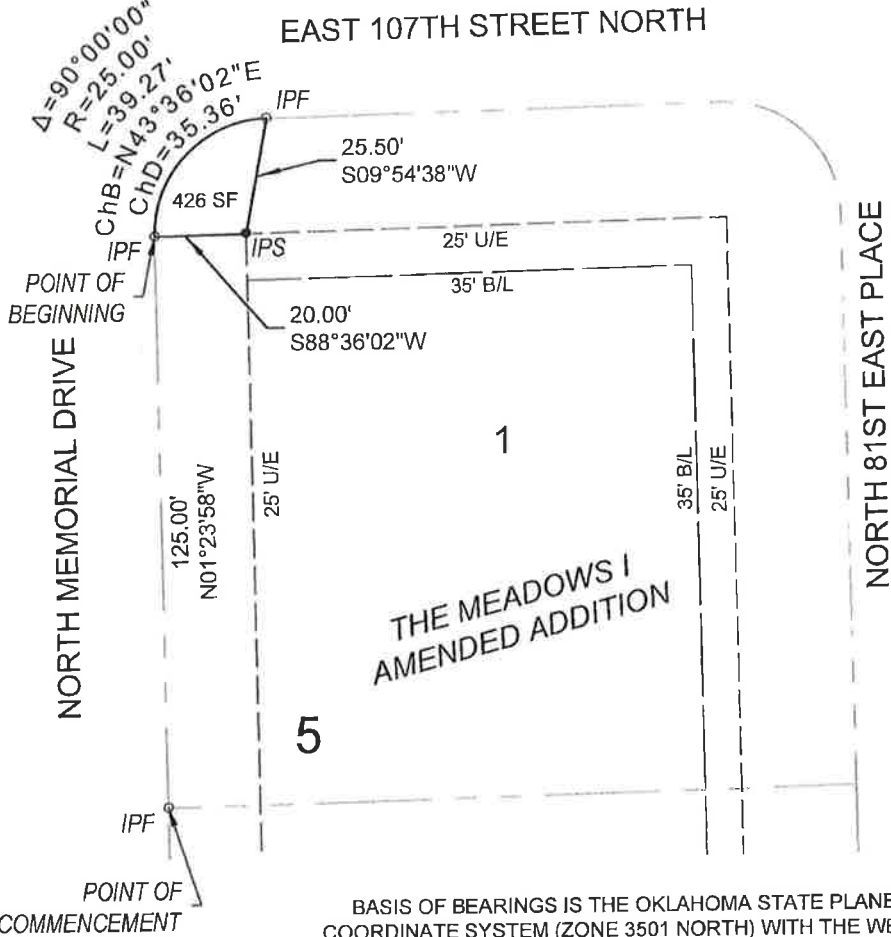 EAST 107TH STREET NORTH
Δ=90°00'00"
R=25.00'
L=39.27'
ChB=N43°36'02"E
ChD=35.36'
IPF
25.50'
S09°54'38"W
426 SF
IPF
IPS
25' U/E
35' B/L
POINT OF
BEGINNING
20.00'
S88°36'02"W
NORTH MEMORIAL DRIVE
125.00'
N01°23'58"W
25' U/E
1
35' B/L
25' U/E
NORTH 81ST EAST PLACE
THE MEADOWS I
AMENDED ADDITION
5
IPF
POINT OF
COMMENCEMENT
BASIS OF BEARINGS IS THE OKLAHOMA STATE PLANE
COORDINATE SYSTEM (ZONE 3501 NORTH) WITH THE